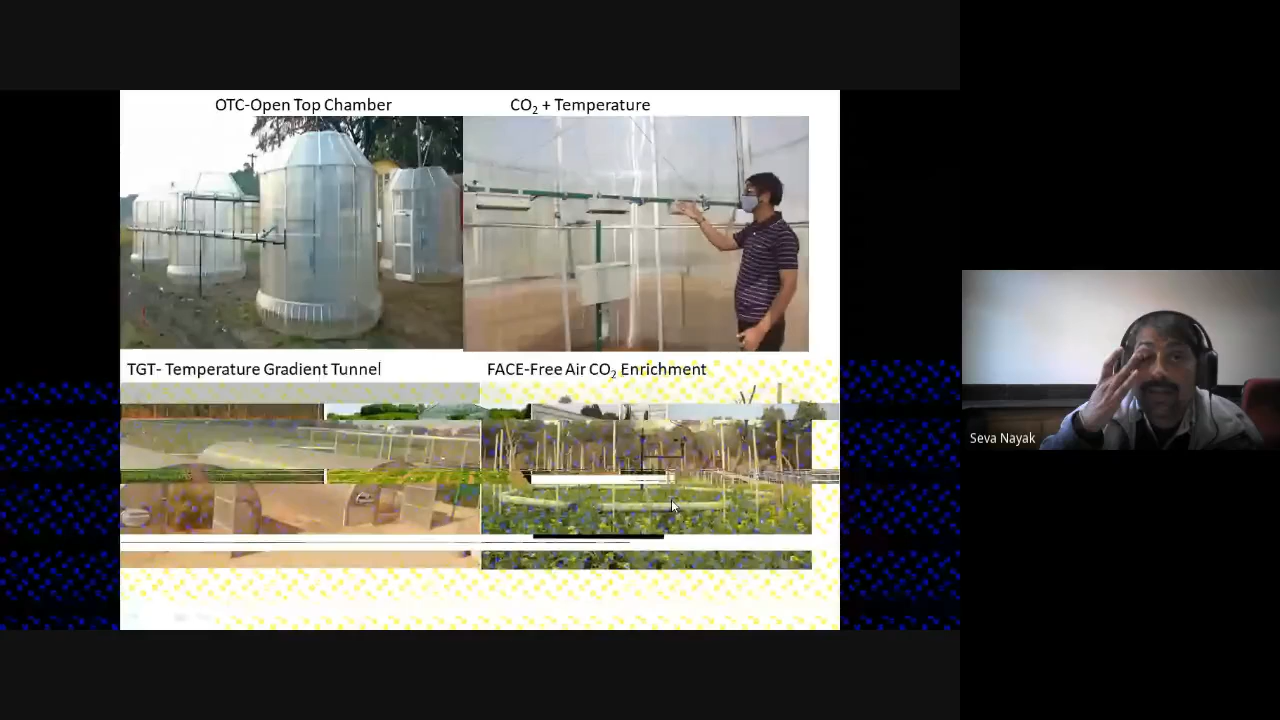 OTC-Open Top Chamber
CO₂ + Temperature
TGT- Temperature Gradient Tunnel
FACE-Free Air CO₂ Enrichment
Seva Nayak